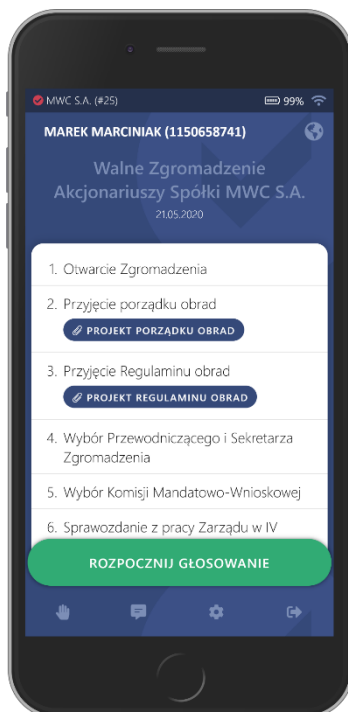 MWC S.A. (#25) 99%
MAREK MARCINIAK (1150658741)
Walne Zgromadzenie
Akcjonariuszy Spółki MWC S.A.
21.05.2020
1. Otwarcie Zgromadzenia
2. Przyjęcie porządku obrad
PROJEKT PORZĄDKU OBRAD
3. Przyjęcie Regulaminu obrad
PROJEKT REGULAMINU OBRAD
4. Wybór Przewodniczącego i Sekretarza
Zgromadzenia
5. Wybór Komisji Mandatowo-Wnioskowej
6. Sprawozdanie z pracy Zarządu w IV
ROZPOCZNIJ GŁOSOWANIE